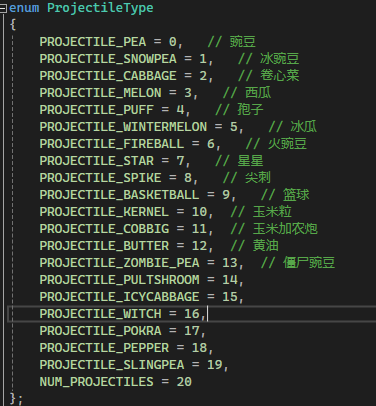 enum ProjectileType
{
PROJECTILE_PEA = 0, // 豌豆
PROJECTILE_SNOWPEA = 1, // 冰豌豆
PROJECTILE_CABBAGE = 2, // 卷心菜
PROJECTILE_MELON = 3, // 西瓜
PROJECTILE_PUFF = 4, // 孢子
PROJECTILE_WINTERMELON = 5, // 冰瓜
PROJECTILE_FIREBALL = 6, // 火豌豆
PROJECTILE_STAR = 7, // 星星
PROJECTILE_SPIKE = 8, // 尖刺
PROJECTILE_BASKETBALL = 9, // 篮球
PROJECTILE_KERNEL = 10, // 玉米粒
PROJECTILE_COBBIG = 11, // 玉米加农炮
PROJECTILE_BUTTER = 12, // 黄油
PROJECTILE_ZOMBIE_PEA = 13, // 僵尸豌豆
PROJECTILE_PULTSHROOM = 14,
PROJECTILE_ICYCABBAGE = 15,
PROJECTILE_WITCH = 16,
PROJECTILE_POKRA = 17,
PROJECTILE_PEPPER = 18,
PROJECTILE_SLINGPEA = 19,
NUM_PROJECTILES = 20
};